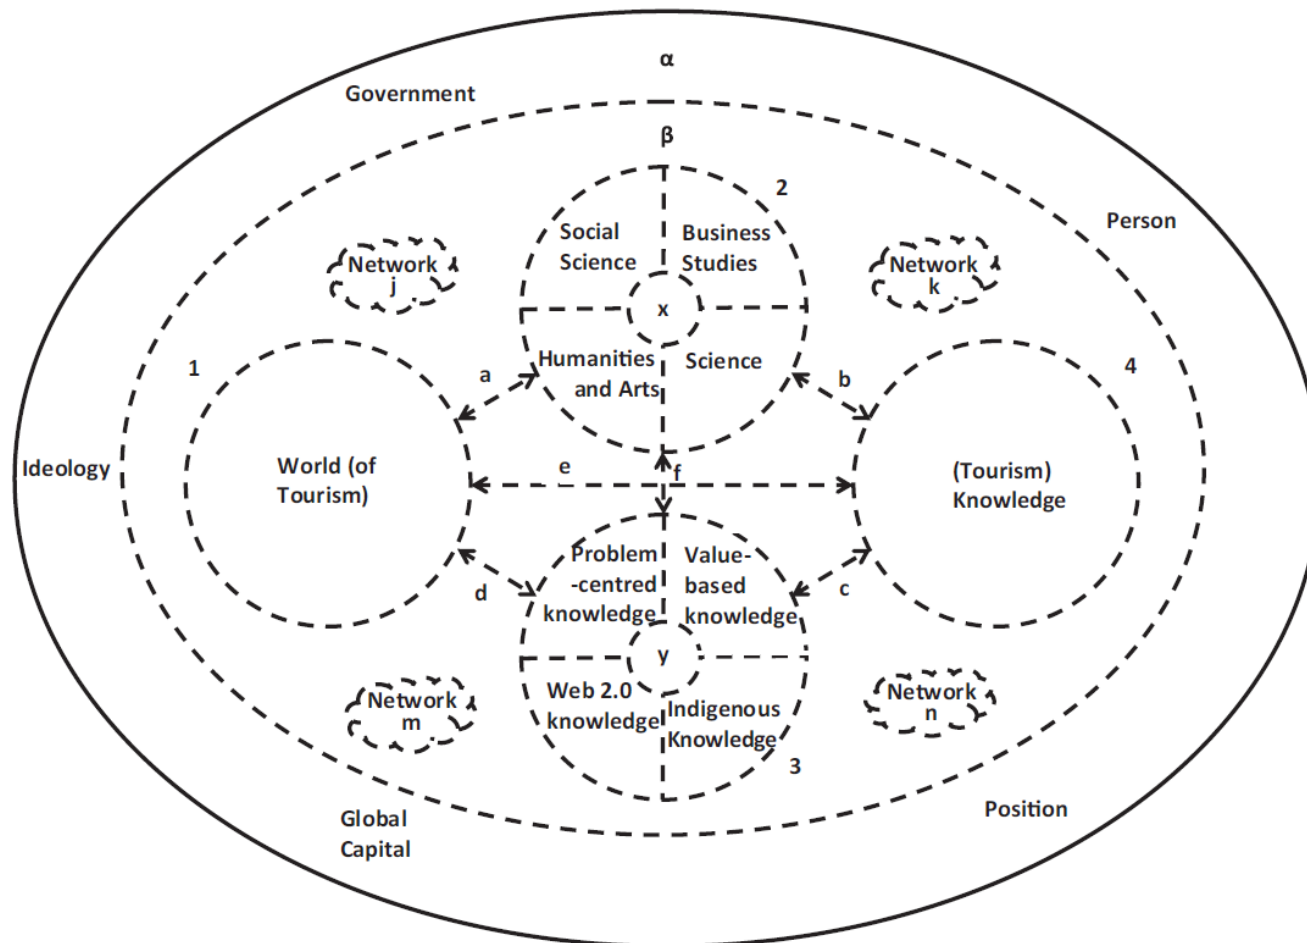 α
Government
β
2
Person
Social
Science
Business
Studies
Network
j
Network
k
x
1
Humanities
and Arts
Science
4
a
b
Ideology
World (of
Tourism)
e
f
(Tourism)
Knowledge
Problem
-centred
knowledge
Value-
based
knowledge
d
c
y
Web 2.0
knowledge
Indigenous
Knowledge
Network
m
Network
n
3
Global
Capital
Position